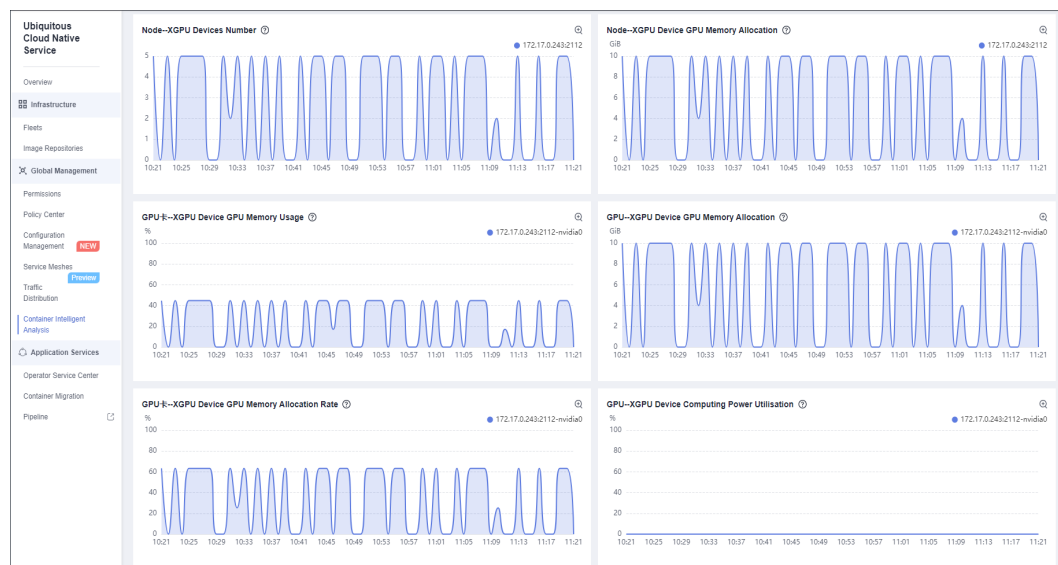 Ubiquitous
Cloud Native
Service
Overview
Infrastructure
Fleets
Image Repositories
Global Management
Permissions
Policy Center
Configuration
Management NEW
Service Meshes
Preview
Traffic
Distribution
Container Intelligent
Analysis
Application Services
Operator Service Center
Container Migration
Pipeline
Node--XGPU Devices Number
172.17.0.243:2112
5
4
3
2
1
0
10:21 10:25 10:29 10:33 10:37 10:41 10:45 10:49 10:53 10:57 11:01 11:05 11:09 11:13 11:17 11:21
Node--XGPU Device GPU Memory Allocation
GiB
172.17.0.243:2112
10
8
6
4
2
0
10:21 10:25 10:29 10:33 10:37 10:41 10:45 10:49 10:53 10:57 11:01 11:05 11:09 11:13 11:17 11:21
GPU卡--XGPU Device GPU Memory Usage
%
172.17.0.243:2112-nvidia0
100
80
60
40
20
0
10:21 10:25 10:29 10:33 10:37 10:41 10:45 10:49 10:53 10:57 11:01 11:05 11:09 11:13 11:17 11:21
GPU--XGPU Device GPU Memory Allocation
GiB
172.17.0.243:2112-nvidia0
10
8
6
4
2
0
10:21 10:25 10:29 10:33 10:37 10:41 10:45 10:49 10:53 10:57 11:01 11:05 11:09 11:13 11:17 11:21
GPU卡--XGPU Device GPU Memory Allocation Rate
%
172.17.0.243:2112-nvidia0
100
80
60
40
20
0
10:21 10:25 10:29 10:33 10:37 10:41 10:45 10:49 10:53 10:57 11:01 11:05 11:09 11:13 11:17 11:21
GPU--XGPU Device Computing Power Utilisation
%
172.17.0.243:2112-nvidia0
100
80
60
40
20
0
10:21 10:25 10:29 10:33 10:37 10:41 10:45 10:49 10:53 10:57 11:01 11:05 11:09 11:13 11:17 11:21